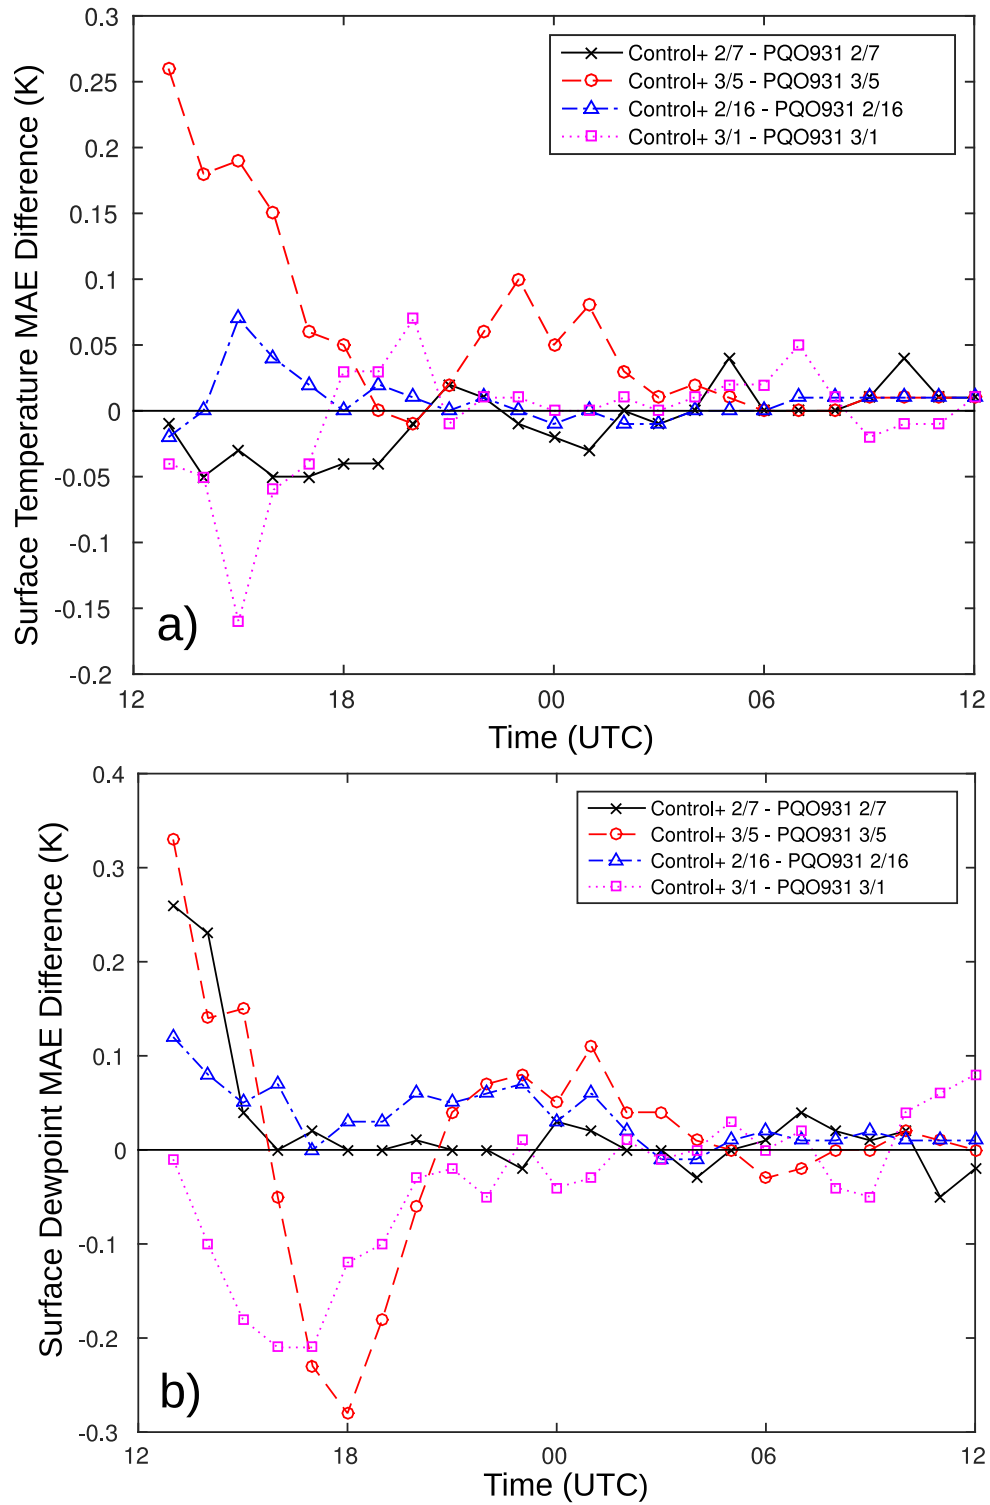 0.3
0.25
0.2
0.15
0.1
0.05
0
-0.05
-0.1
-0.15
-0.2
Surface Temperature MAE Difference (K)
Control+ 2/7 - PQO931 2/7
Control+ 3/5 - PQO931 3/5
Control+ 2/16 - PQO931 2/16
Control+ 3/1 - PQO931 3/1
a)
12 18 00 06 12
Time (UTC)
0.4
0.3
0.2
0.1
0
-0.1
-0.2
-0.3
Surface Dewpoint MAE Difference (K)
Control+ 2/7 - PQO931 2/7
Control+ 3/5 - PQO931 3/5
Control+ 2/16 - PQO931 2/16
Control+ 3/1 - PQO931 3/1
b)
12 18 00 06 12
Time (UTC)